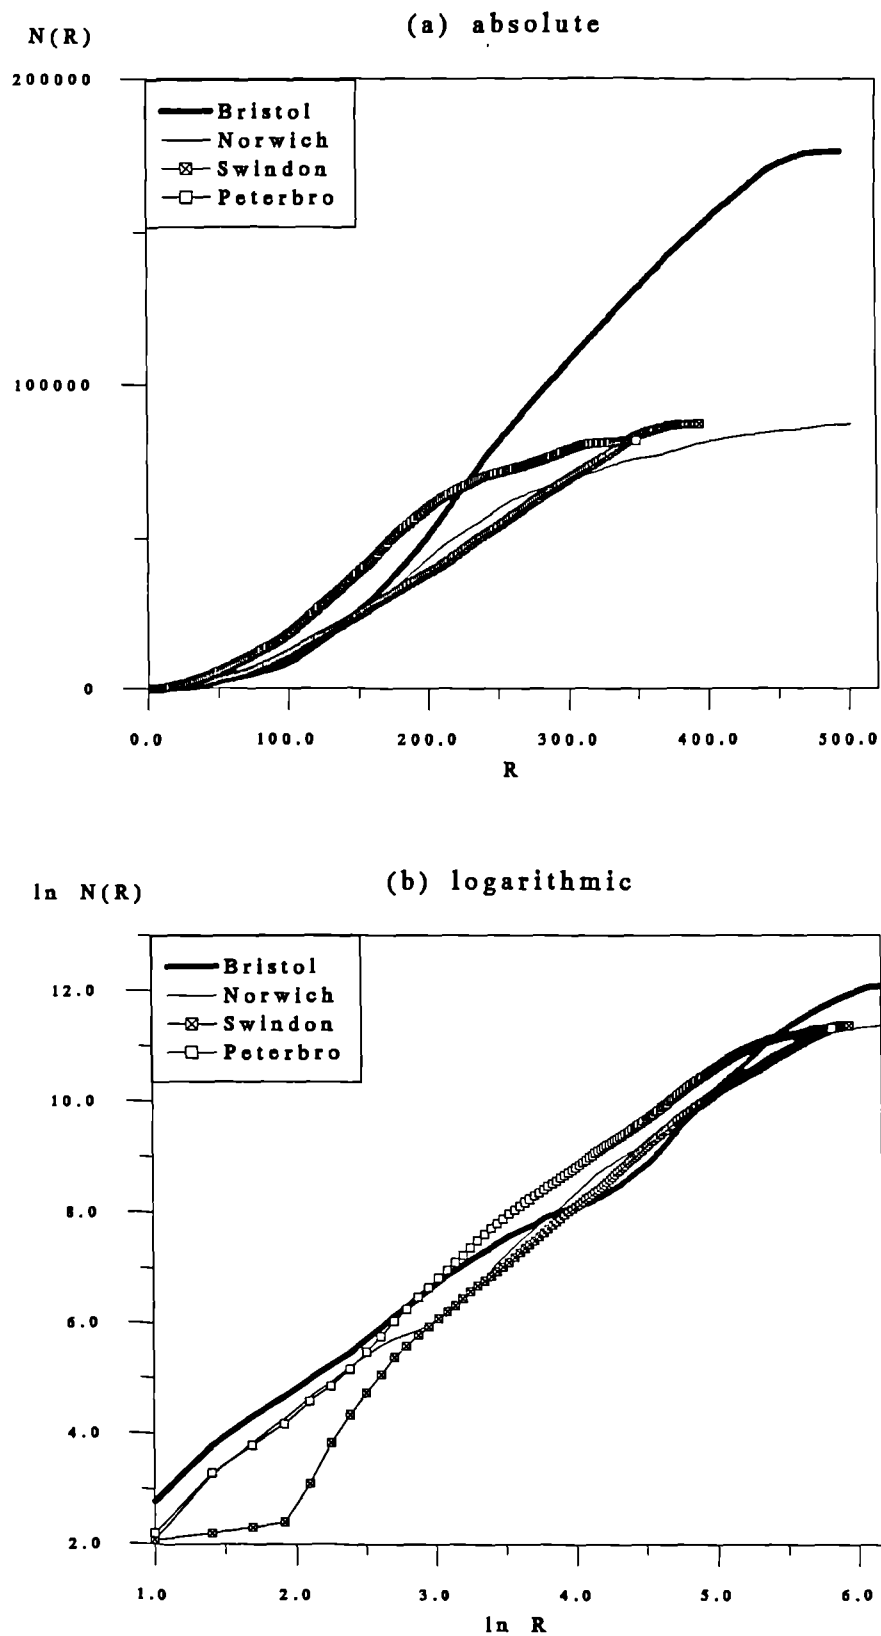 (a) absolute
N(R)
200000
Bristol
Norwich
Swindon
Peterbro
100000
0
0.0 100.0 200.0 300.0 400.0 500.0
R
(b) logarithmic
ln N(R)
Bristol
Norwich
Swindon
Peterbro
12.0
10.0
8.0
6.0
4.0
2.0
1.0 2.0 3.0 4.0 5.0 6.0
ln R